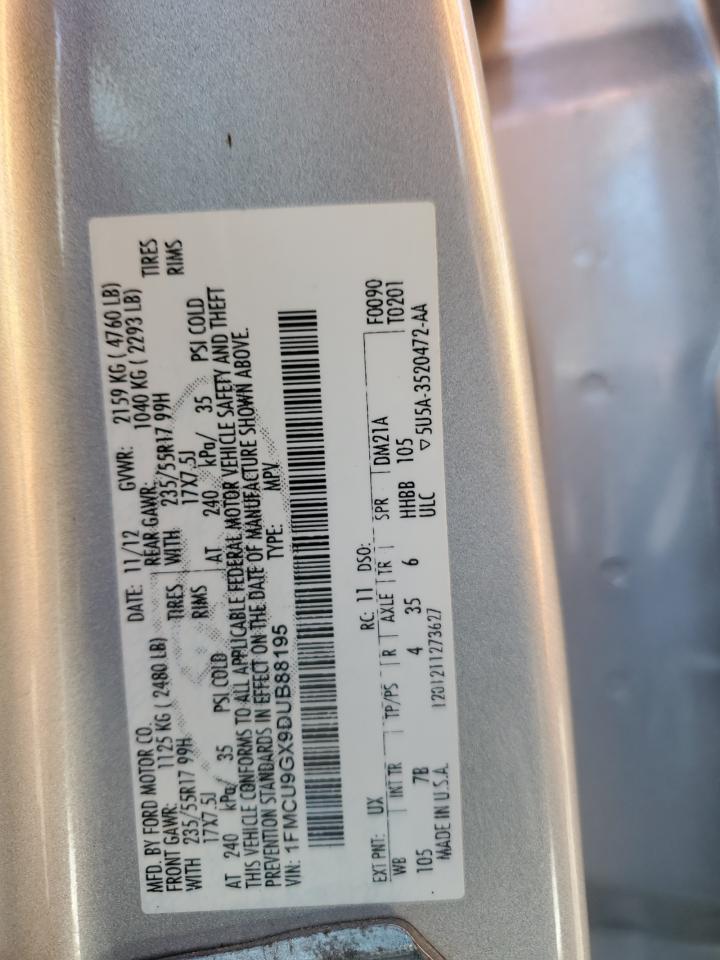 MFD. BY FORD MOTOR CO. DATE: 11/12 GVWR: 2159 KG ( 4760 LB)
FRONT GAWR: 1125 KG ( 2480 LB) REAR GAWR: 1040 KG ( 2293 LB)
WITH 235/55R17 99H TIRES WITH 235/55R17 99H TIRES
17X7.5J RIMS 17X7.5J RIMS
AT 240 kPa/ 35 PSI COLD AT 240 kPa/ 35 PSI COLD
THIS VEHICLE CONFORMS TO ALL APPLICABLE FEDERAL MOTOR VEHICLE SAFETY AND THEFT
PREVENTION STANDARDS IN EFFECT ON THE DATE OF MANUFACTURE SHOWN ABOVE.
VIN: 1FMCU9GX9DUB88195 TYPE: MPV
EXT PNT: UX RC: 11 DSO: F0090
WB INT TR TP/PS R AXLE TR SPR DM21A T0201
105 7B 4 35 6 HHBB 105
MADE IN U.S.A. 1201211273627 ULC ▽5U5A-3520472-AA